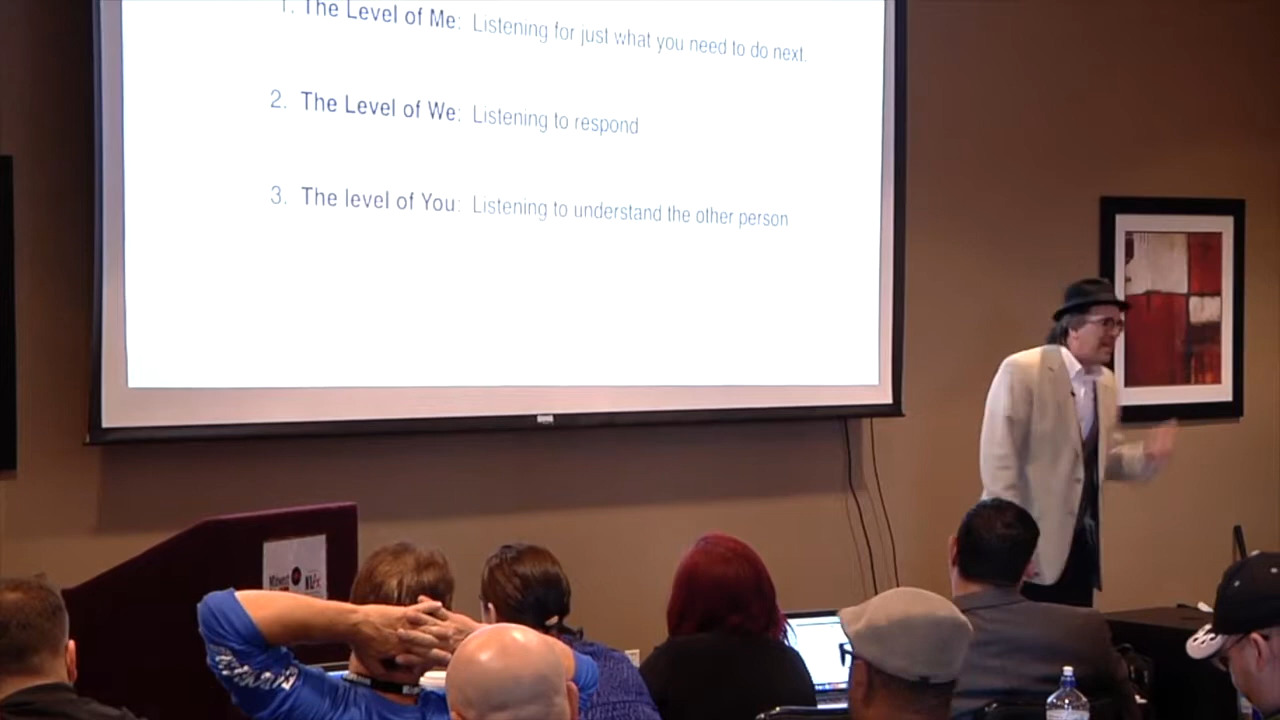 1. The Level of Me: Listening for just what you need to do next.
2. The Level of We: Listening to respond
3. The level of You: Listening to understand the other person